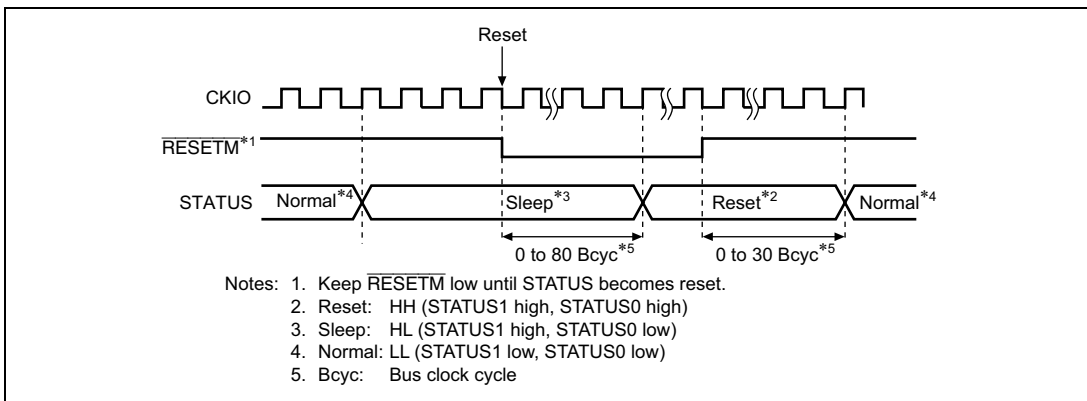 Reset
CKIO
RESETM*1
STATUS Normal*4 Sleep*3 Reset*2 Normal*4
0 to 80 Bcyc*5 0 to 30 Bcyc*5
Notes: 1. Keep RESETM low until STATUS becomes reset.
2. Reset: HH (STATUS1 high, STATUS0 high)
3. Sleep: HL (STATUS1 high, STATUS0 low)
4. Normal: LL (STATUS1 low, STATUS0 low)
5. Bcyc: Bus clock cycle